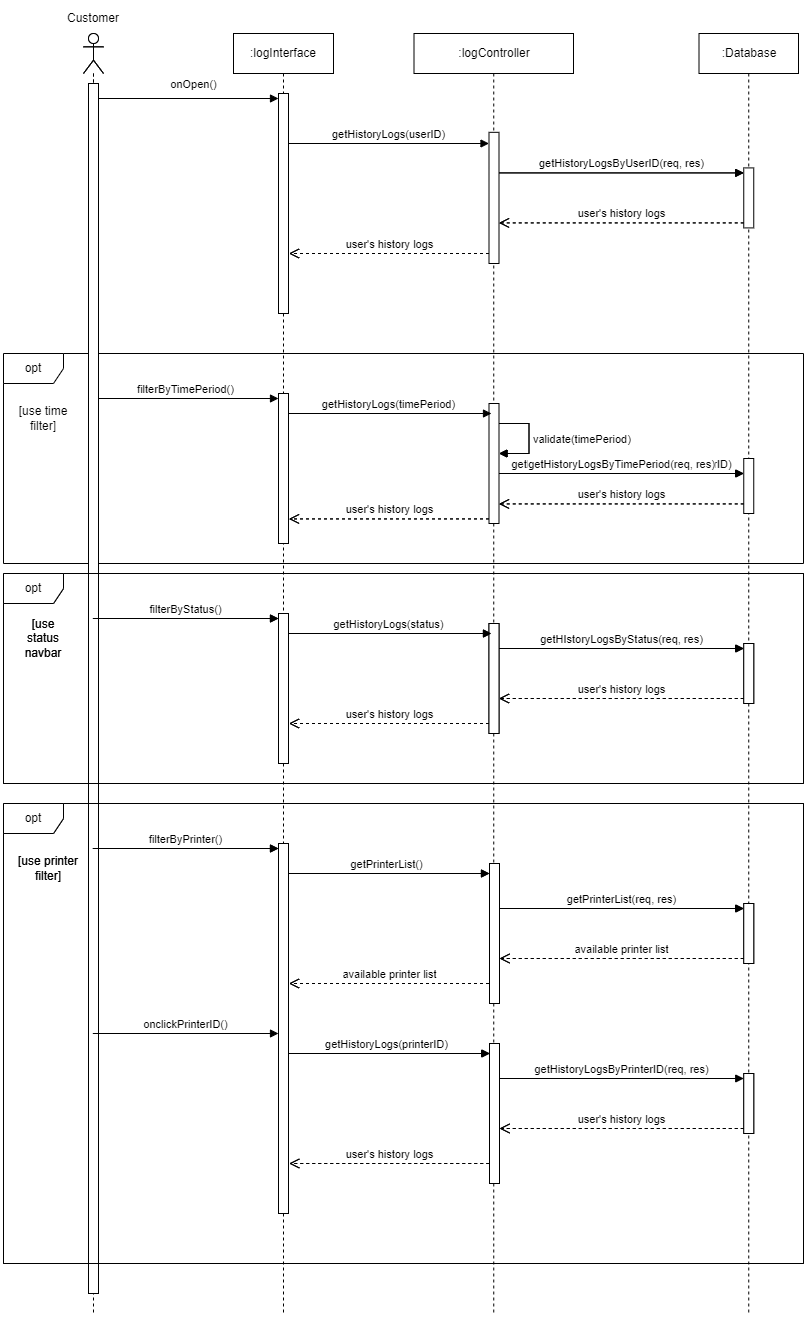 Customer
:logInterface
:logController
:Database
onOpen()
getHistoryLogs(userID)
getHistoryLogsByUserID(req, res)
user's history logs
user's history logs
opt
[use time
filter]
filterByTimePeriod()
getHistoryLogs(timePeriod)
validate(timePeriod)
getHistoryLogsByTimePeriod(req, res)
user's history logs
user's history logs
opt
[use
status
navbar
filterByStatus()
getHistoryLogs(status)
getHIstoryLogsByStatus(req, res)
user's history logs
user's history logs
opt
[use printer
filter]
filterByPrinter()
getPrinterList()
getPrinterList(req, res)
available printer list
available printer list
onclickPrinterID()
getHistoryLogs(printerID)
getHistoryLogsByPrinterID(req, res)
user's history logs
user's history logs